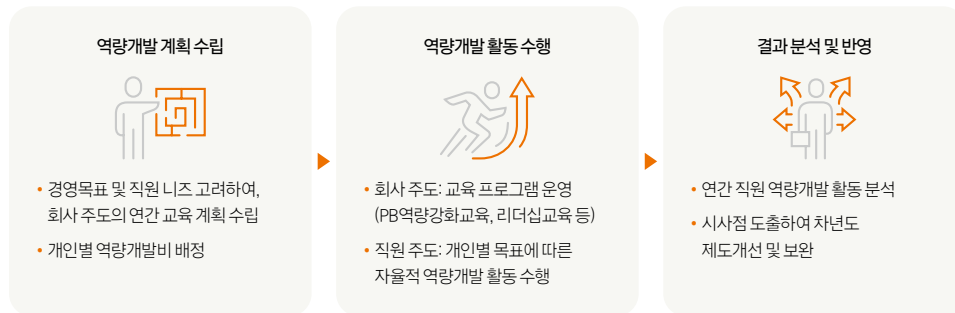 역량개발 계획 수립
• 경영목표 및 직원 니즈 고려하여,
회사 주도의 연간 교육 계획 수립
• 개인별 역량개발비 배정
역량개발 활동 수행
• 회사 주도: 교육 프로그램 운영
(PB역량강화교육, 리더십교육 등)
• 직원 주도: 개인별 목표에 따른
자율적 역량개발 활동 수행
결과 분석 및 반영
• 연간 직원 역량개발 활동 분석
• 시사점 도출하여 차년도
제도개선 및 보완